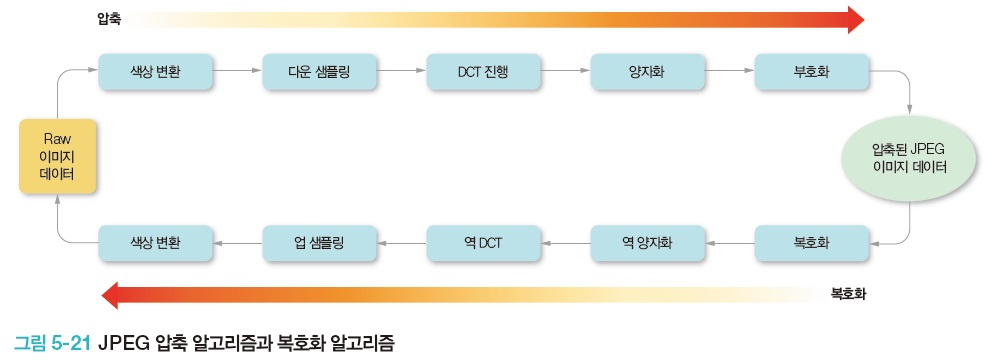 압축
색상 변환
다운 샘플링
DCT 진행
양자화
부호화
Raw
이미지
데이터
압축된 JPEG
이미지 데이터
색상 변환
업 샘플링
역 DCT
역 양자화
복호화
복호화
그림 5-21 JPEG 압축 알고리즘과 복호화 알고리즘